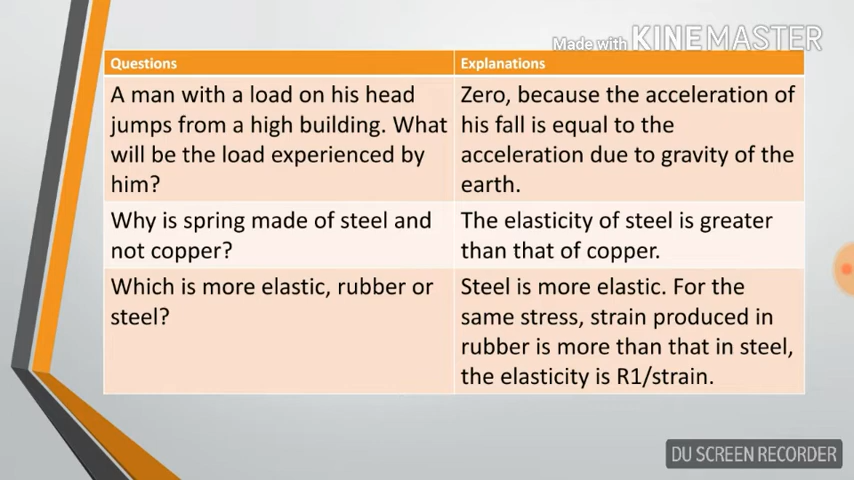 Made with KINEMASTER
Questions
Explanations
A man with a load on his head
jumps from a high building. What
will be the load experienced by
him?
Zero, because the acceleration of
his fall is equal to the
acceleration due to gravity of the
earth.
Why is spring made of steel and
not copper?
The elasticity of steel is greater
than that of copper.
Which is more elastic, rubber or
steel?
Steel is more elastic. For the
same stress, strain produced in
rubber is more than that in steel,
the elasticity is R1/strain.
DU SCREEN RECORDER